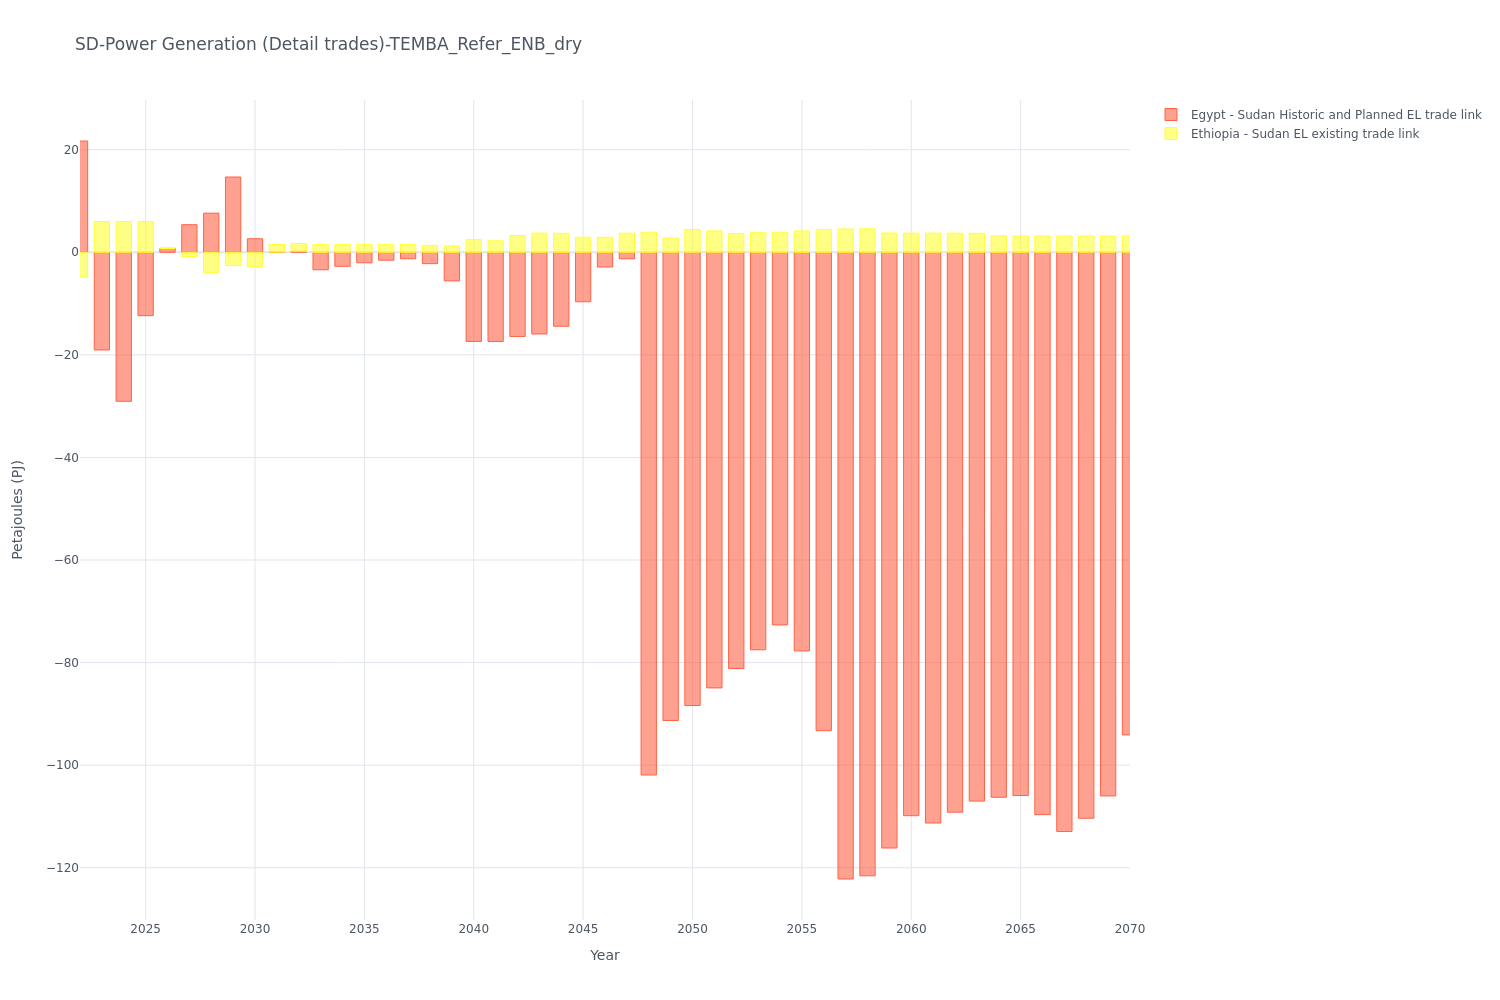 SD-Power Generation (Detail trades)-TEMBA_Refer_ENB_dry
Egypt - Sudan Historic and Planned EL trade link
Ethiopia - Sudan EL existing trade link
Petajoules (PJ)
20
0
−20
−40
−60
−80
−100
−120
2025 2030 2035 2040 2045 2050 2055 2060 2065 2070
Year